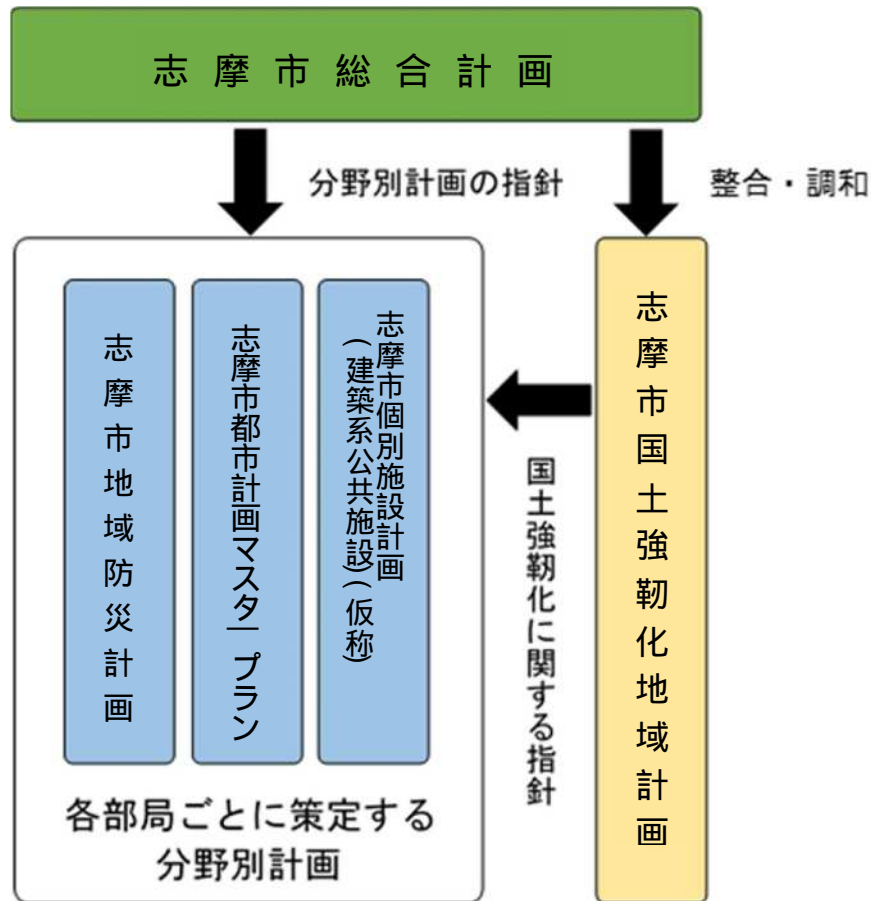 志摩市総合計画
分野別計画の指針
整合・調和
志摩市地域防災計画
志摩市都市計画マスタープラン
志摩市個別施設計画
(建築系公共施設)(仮称)
各部局ごとに策定する
分野別計画
国土強靭化に関する指針
志摩市国土強靭化地域計画